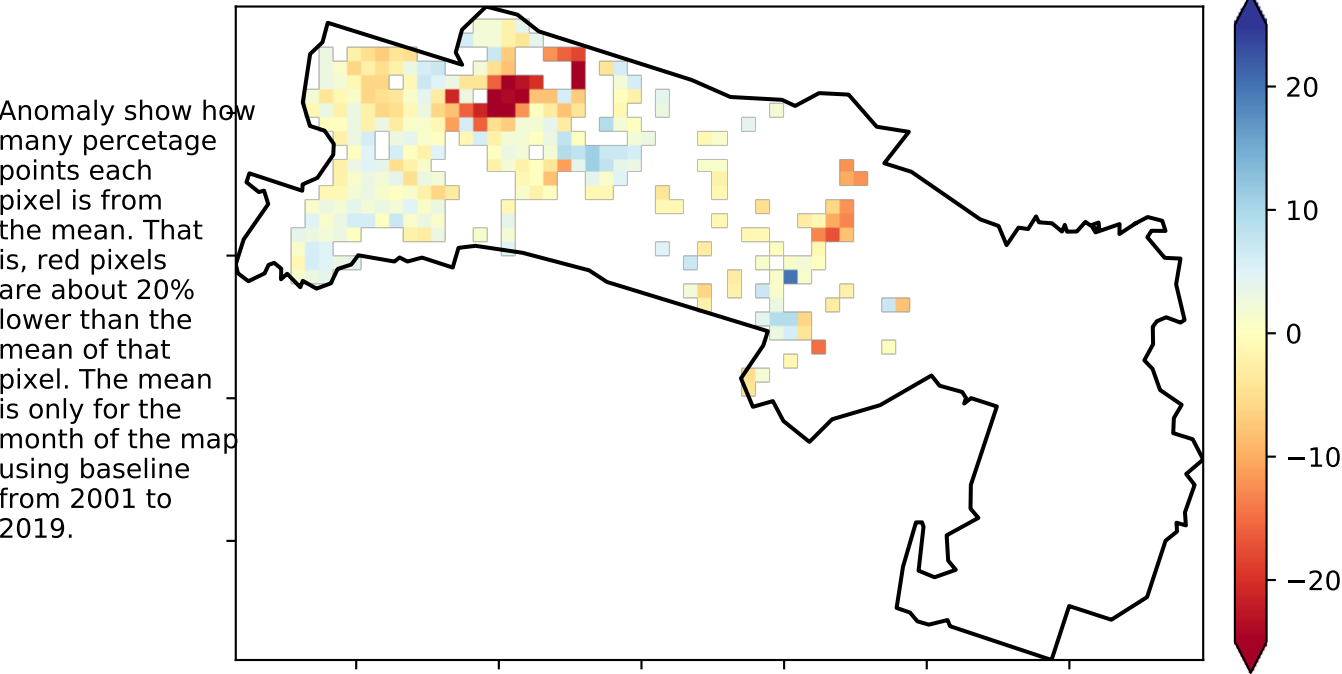 Anomaly show how
many percetage
points each
pixel is from
the mean. That
is, red pixels
are about 20%
lower than the
mean of that
pixel. The mean
is only for the
month of the map
using baseline
from 2001 to
2019.
20
10
0
−10
−20